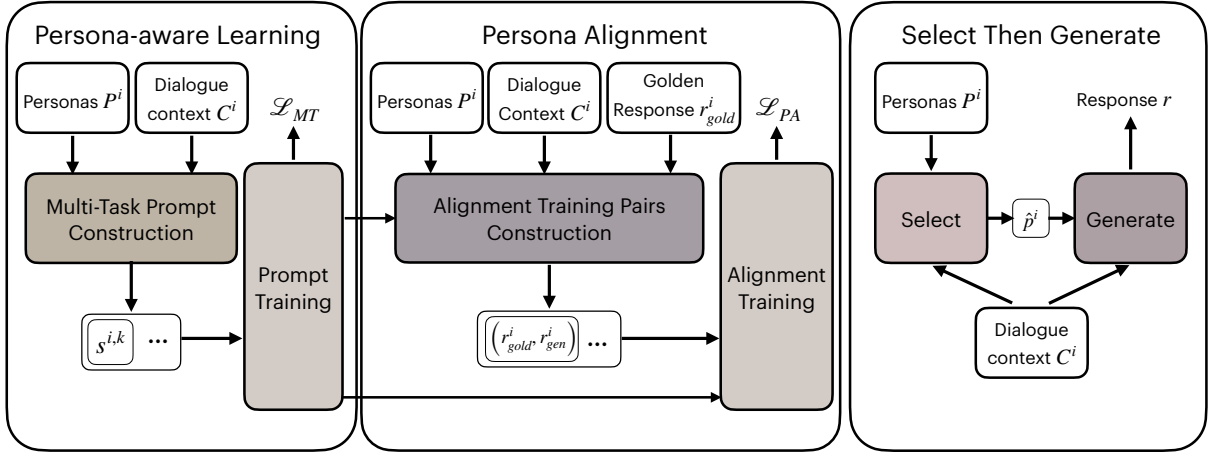 Persona-aware Learning
Personas P^i
Dialogue
context C^i
ℒ_MT
Multi-Task Prompt
Construction
Prompt
Training
s^{i,k} ...
Persona Alignment
Personas P^i
Dialogue
Context C^i
Golden
Response r^i_gold
ℒ_PA
Alignment Training Pairs
Construction
Alignment
Training
(r^i_gold, r^i_gen) ...
Select Then Generate
Personas P^i
Response r
Select
p̂^i
Generate
Dialogue
context C^i